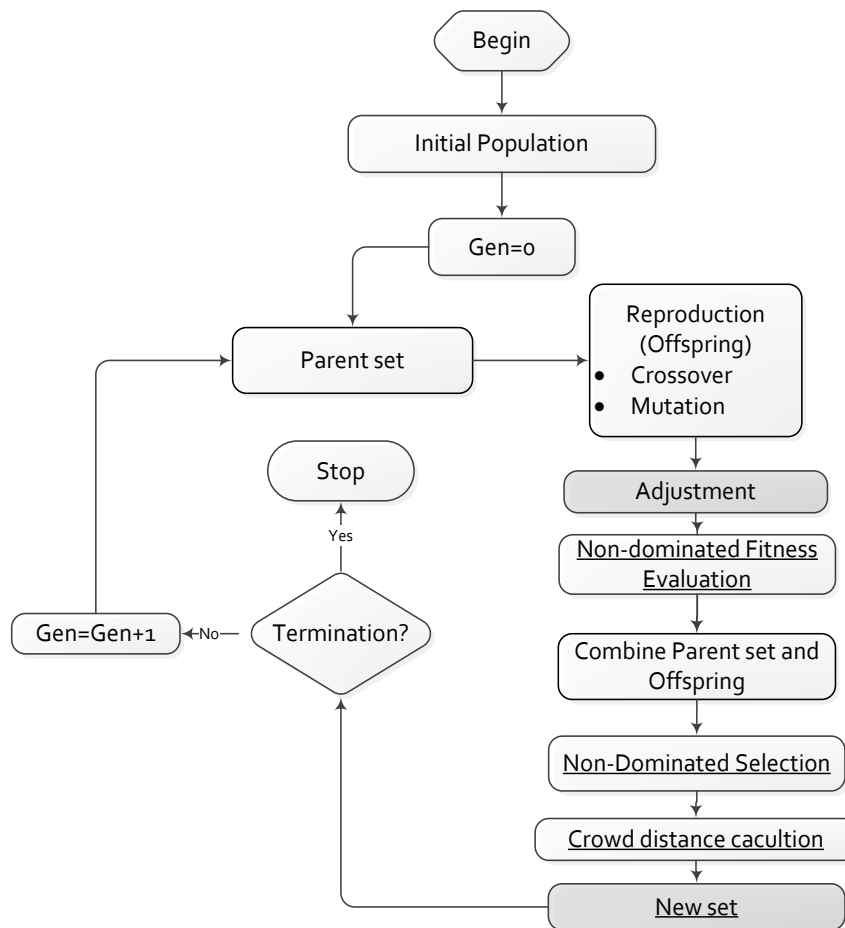 Begin
Initial Population
Gen=0
Parent set
Reproduction
(Offspring)
• Crossover
• Mutation
Stop
Adjustment
Yes
Non-dominated Fitness
Evaluation
Gen=Gen+1
No
Termination?
Combine Parent set and
Offspring
Non-Dominated Selection
Crowd distance cacultion
New set